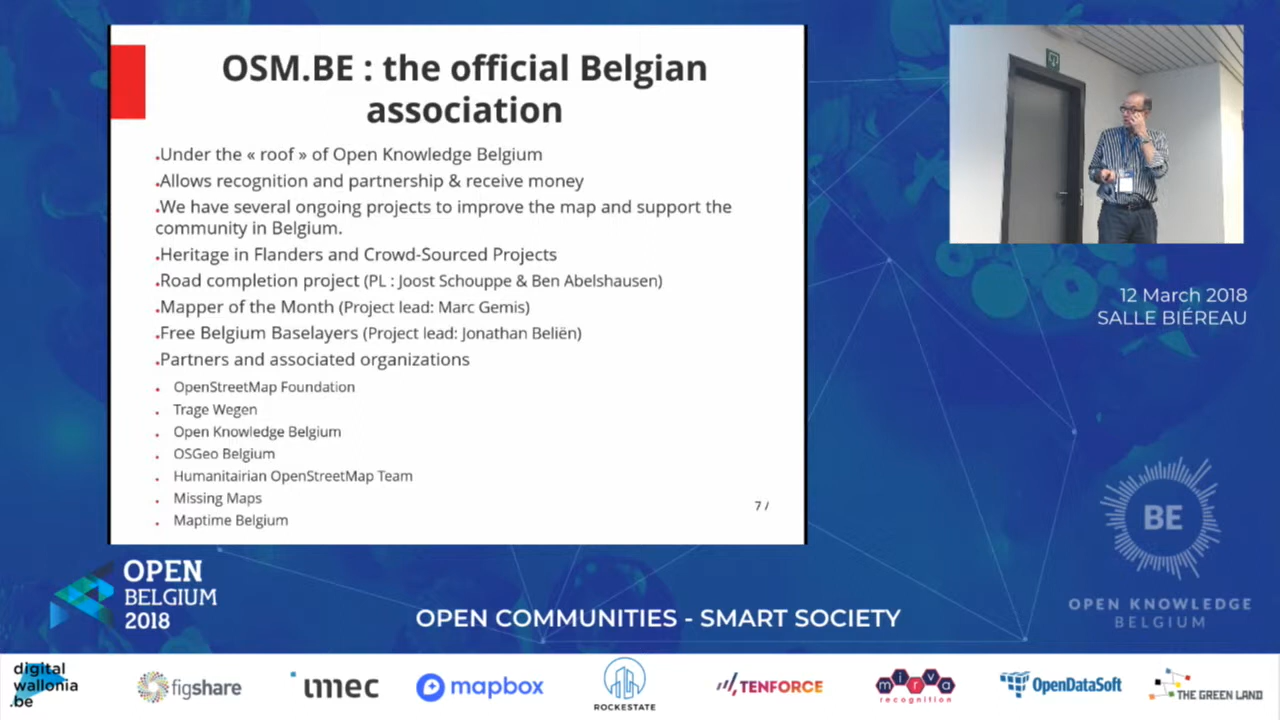 OSM.BE : the official Belgian
association
.Under the « roof » of Open Knowledge Belgium
.Allows recognition and partnership & receive money
.We have several ongoing projects to improve the map and support the
community in Belgium.
.Heritage in Flanders and Crowd-Sourced Projects
.Road completion project (PL : Joost Schouppe & Ben Abelshausen)
.Mapper of the Month (Project lead: Marc Gemis)
.Free Belgium Baselayers (Project lead: Jonathan Beliën)
.Partners and associated organizations
. OpenStreetMap Foundation
. Trage Wegen
. Open Knowledge Belgium
. OSGeo Belgium
. Humanitairian OpenStreetMap Team
. Missing Maps
. Maptime Belgium
7 /
12 March 2018
SALLE BIÉREAU
BE
OPEN KNOWLEDGE
BELGIUM
OPEN
BELGIUM
2018
OPEN COMMUNITIES - SMART SOCIETY
digital
wallonia
.be
figshare
imec
mapbox
ROCKESTATE
TENFORCE
mirva
recognition
OpenDataSoft
THE GREEN LAND